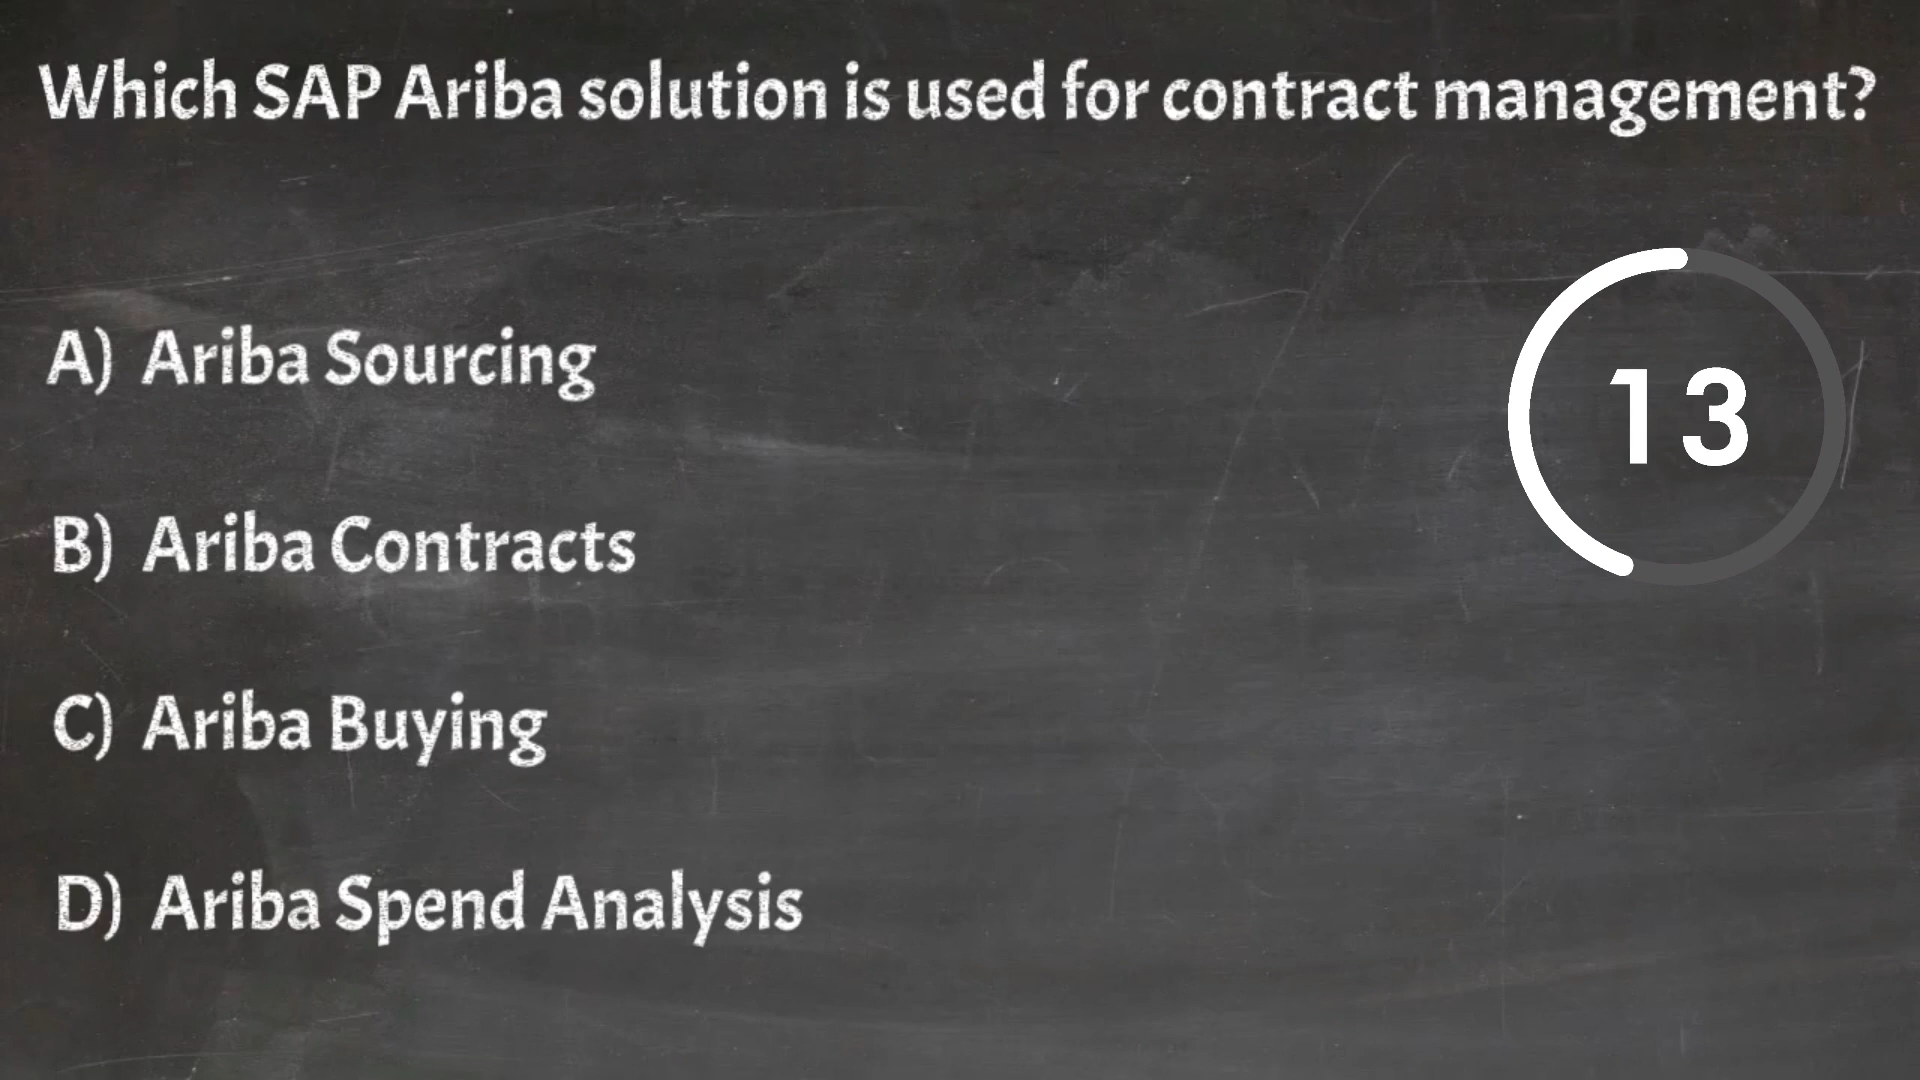 Which SAP Ariba solution is used for contract management?
13
A) Ariba Sourcing
B) Ariba Contracts
C) Ariba Buying
D) Ariba Spend Analysis